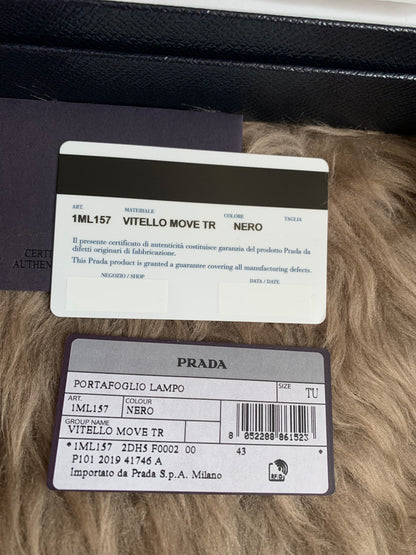 CERT
AUTHEN
ART. MATERIALE COLORE TAGLIA
1ML157 VITELLO MOVE TR NERO
Il presente certificato di autenticità costituisce garanzia del prodotto Prada da
difetti originari di fabbricazione.
This Prada product is granted a guarantee covering all manufacturing defects.
NEGOZIO / SHOP DATA / DATE
PRADA
PORTAFOGLIO LAMPO
SIZE TU
ART. COLOUR
1ML157 NERO
GROUP NAME
VITELLO MOVE TR
8 052288 861523
* 1ML157 2DH5 F0002 00 43 *
P101 2019 41746 A
Importato da Prada S.p.A. Milano
R.F.ID